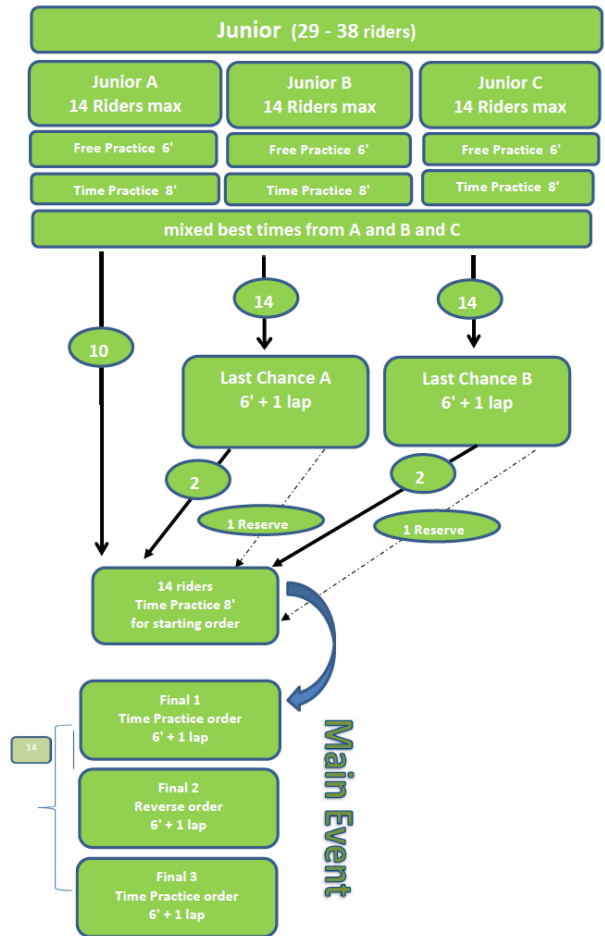 Junior (29 - 38 riders)
Junior A
14 Riders max
Junior B
14 Riders max
Junior C
14 Riders max
Free Practice 6'
Free Practice 6'
Free Practice 6'
Time Practice 8'
Time Practice 8'
Time Practice 8'
mixed best times from A and B and C
10
14
14
Last Chance A
6' + 1 lap
Last Chance B
6' + 1 lap
2
2
1 Reserve
1 Reserve
14 riders
Time Practice 8'
for starting order
Final 1
Time Practice order
6' + 1 lap
14
Final 2
Reverse order
6' + 1 lap
Final 3
Time Practice order
6' + 1 lap
Main Event